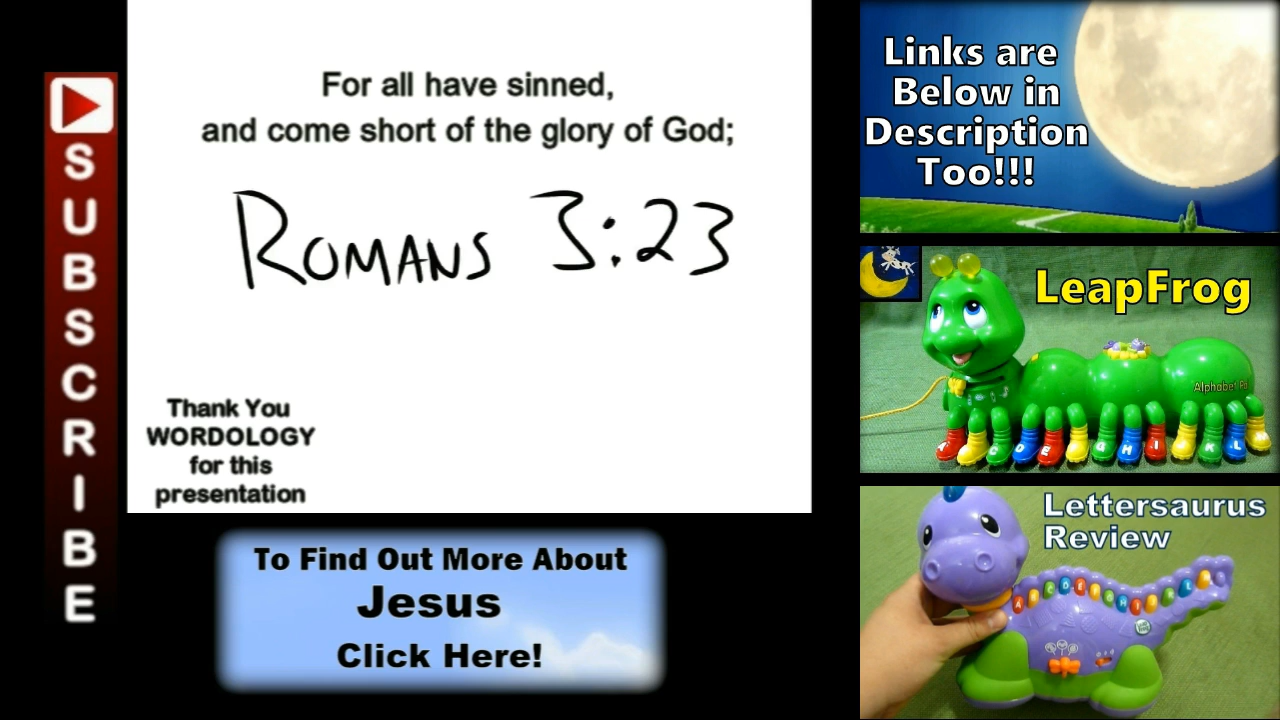 SUBSCRIBE
For all have sinned,
and come short of the glory of God;
ROMANS 3:23
Thank You
WORDOLOGY
for this
presentation
To Find Out More About
Jesus
Click Here!
Links are
Below in
Description
Too!!!
LeapFrog
Alphabet Pal
Lettersaurus
Review